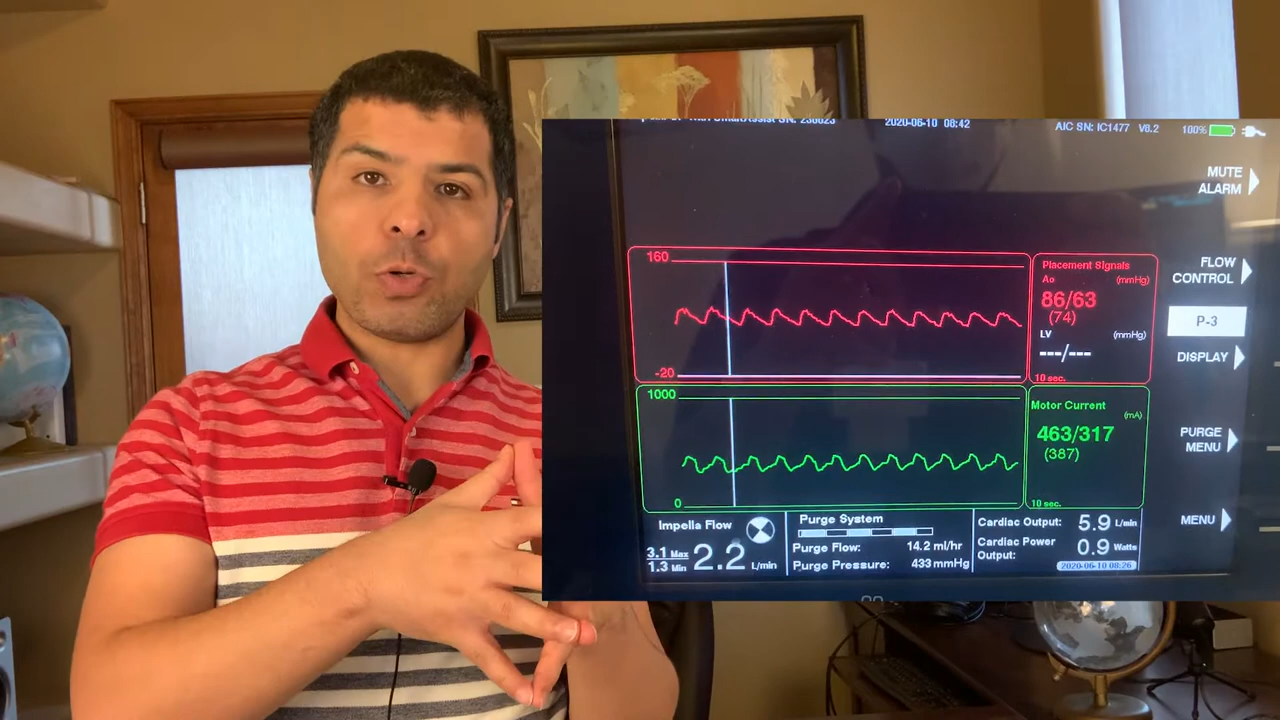 SmartAssist SN: 238023
2020-06-10 08:42
AIC SN: IC1477 V8.2
100%
MUTE
ALARM
160
-20
Placement Signals
Ao (mmHg)
86/63
(74)
LV (mmHg)
---/---
10 sec.
FLOW
CONTROL
P-3
DISPLAY
1000
0
Motor Current
(mA)
463/317
(387)
10 sec.
PURGE
MENU
MENU
Impella Flow
3.1 Max
1.3 Min
2.2 L/min
Purge System
Purge Flow: 14.2 ml/hr
Purge Pressure: 433 mmHg
Cardiac Output: 5.9 L/min
Cardiac Power
Output: 0.9 Watts
2020-06-10 08:26